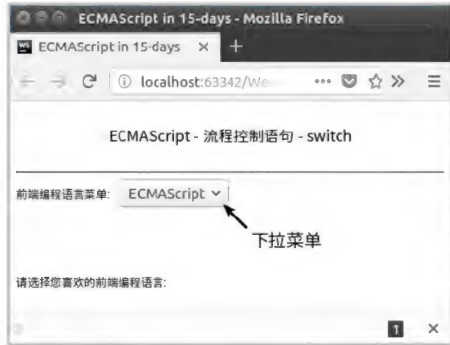 ECMAScript in 15-days - Mozilla Firefox
WS ECMAScript in 15-days × +
localhost:63342/We
ECMAScript - 流程控制语句 - switch
前端编程语言菜单: ECMAScript
下拉菜单
请选择您喜欢的前端编程语言:
1 ×